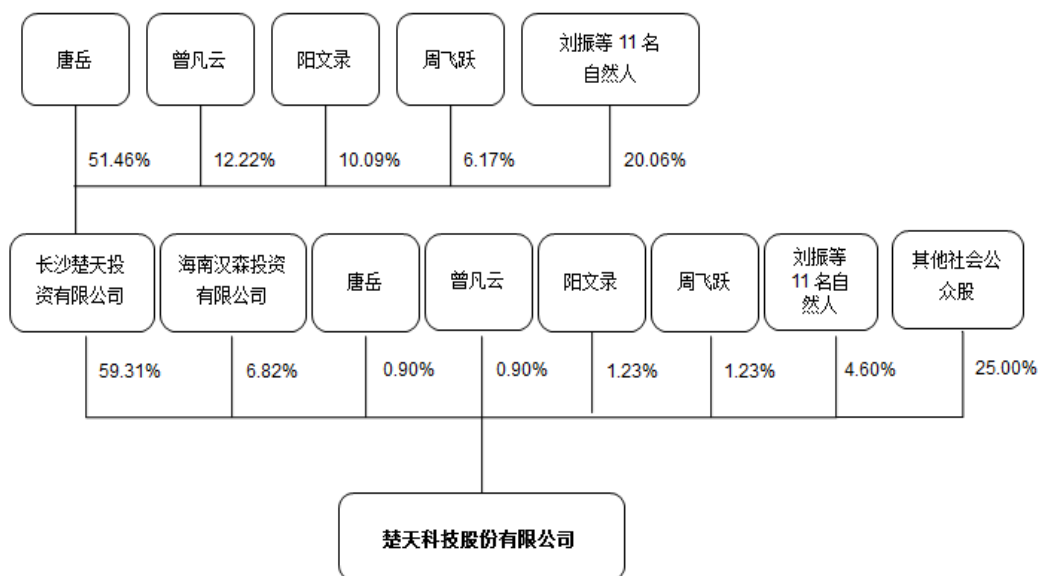 唐岳
曾凡云
阳文录
周飞跃
刘振等 11 名
自然人
51.46%
12.22%
10.09%
6.17%
20.06%
长沙楚天投
资有限公司
海南汉森投资
有限公司
唐岳
曾凡云
阳文录
周飞跃
刘振等
11 名自
然人
其他社会公
众股
59.31%
6.82%
0.90%
0.90%
1.23%
1.23%
4.60%
25.00%
楚天科技股份有限公司